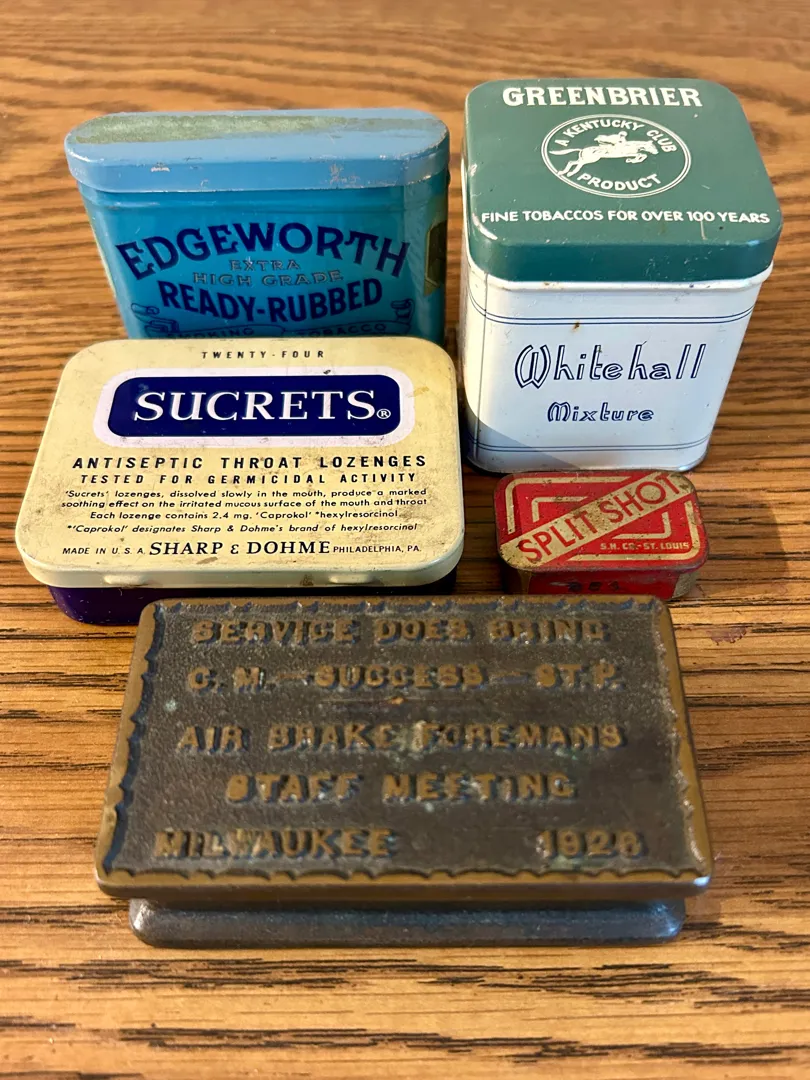 EDGEWORTH
EXTRA
HIGH GRADE
READY-RUBBED
SMOKING TOBACCO
GREENBRIER
A KENTUCKY CLUB
PRODUCT
FINE TOBACCOS FOR OVER 100 YEARS
Whitehall
Mixture
TWENTY-FOUR
SUCRETS®
ANTISEPTIC THROAT LOZENGES
TESTED FOR GERMICIDAL ACTIVITY
'Sucrets' lozenges, dissolved slowly in the mouth, produce a marked
soothing effect on the irritated mucous surface of the mouth and throat
Each lozenge contains 2.4 mg. 'Caprokol' *hexylresorcinol
*'Caprokol' designates Sharp & Dohme's brand of hexylresorcinol
MADE IN U. S. A. SHARP & DOHME PHILADELPHIA, PA.
SPLIT SHOT
S.H. CO.-ST. LOUIS
SERVICE DOES BRING
C. M. — SUCCESS — ST. P.
AIR BRAKE FOREMANS
STAFF MEETING
MILWAUKEE 1926